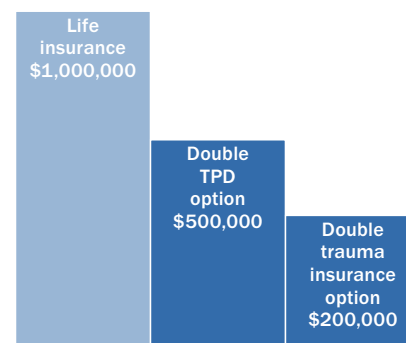 Life
insurance
$1,000,000
Double
TPD
option
$500,000
Double
trauma
insurance
option
$200,000